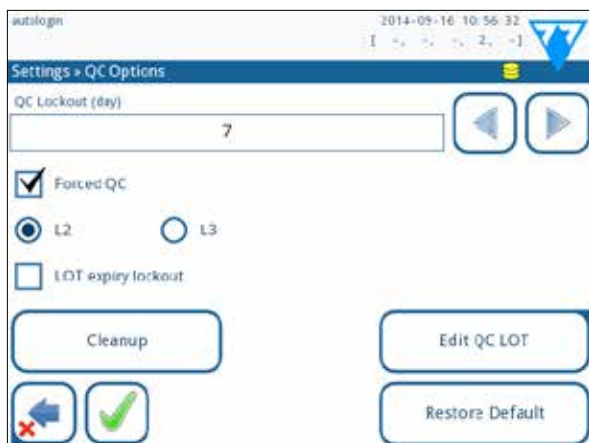 autologin 2014-09-16 10:56:32
[ -, -, -, 2, -]
Settings » QC Options
QC Lockout (day)
7
Forced QC
L2 L3
LOT expiry lockout
Cleanup Edit QC LOT
Restore Default